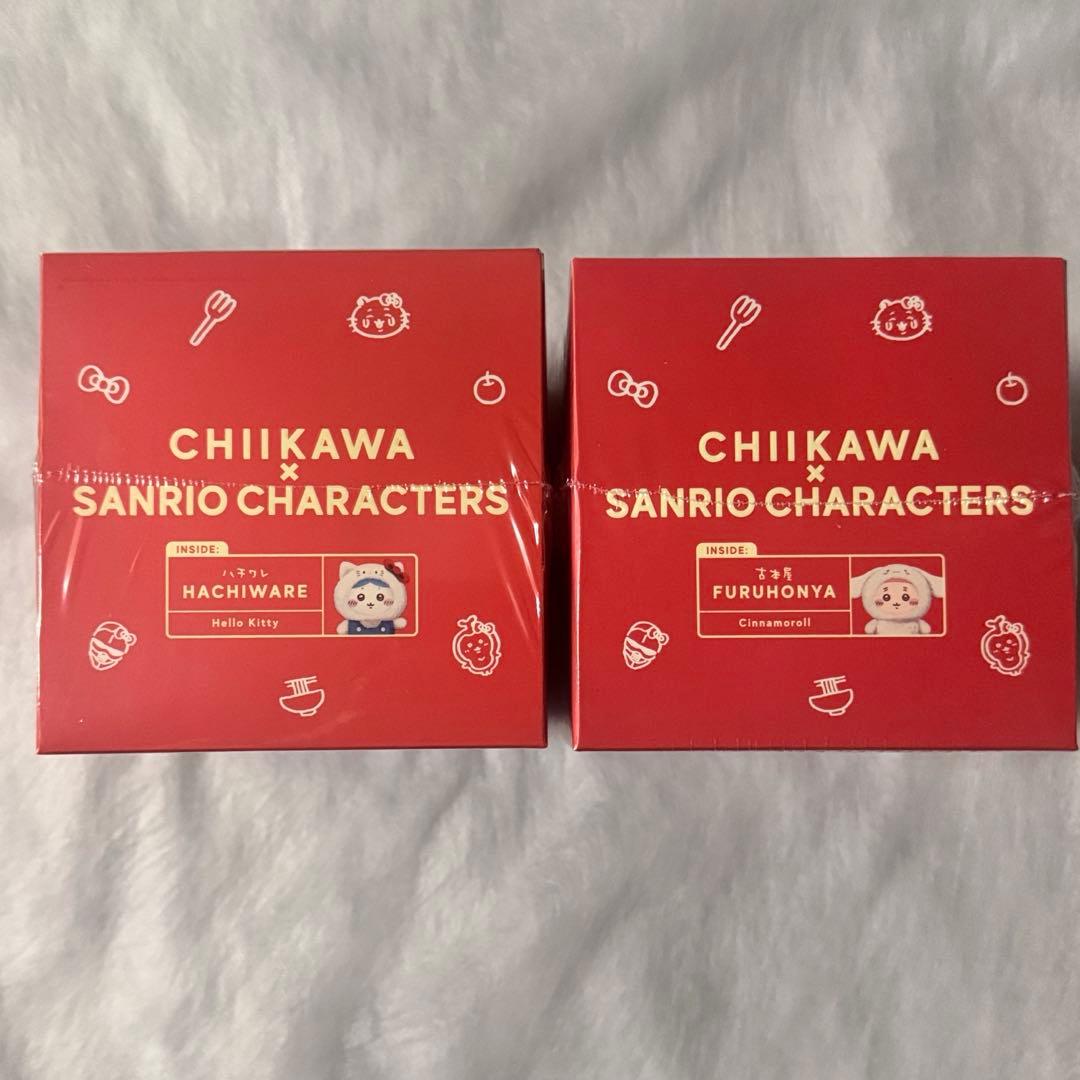 CHIIKAWA
×
SANRIO CHARACTERS
INSIDE:
ハチワレ
HACHIWARE
Hello Kitty
CHIIKAWA
×
SANRIO CHARACTERS
INSIDE:
古本屋
FURUHONYA
Cinnamoroll